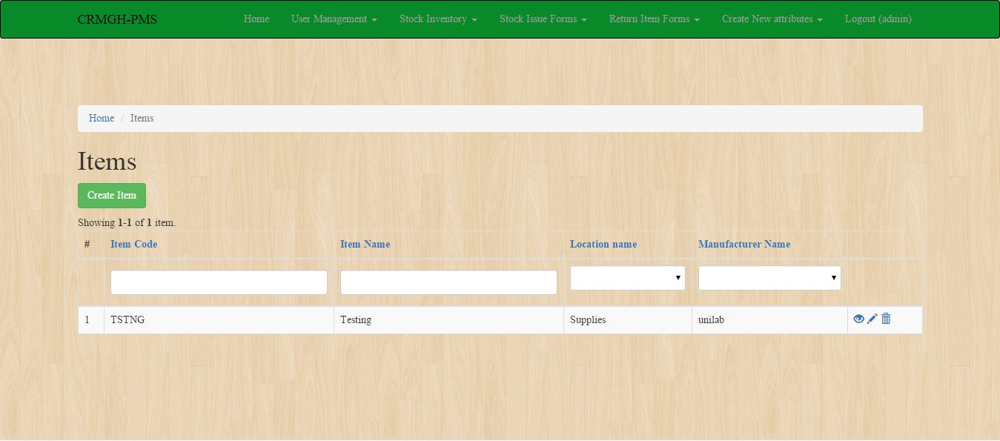 CRMGH-PMS Home User Management Stock Inventory Stock Issue Forms Return Item Forms Create New attributes Logout (admin)
Home / Items
Items
Create Item
Showing 1-1 of 1 item.
# Item Code Item Name Location name Manufacturer Name
1 TSTNG Testing Supplies unilab